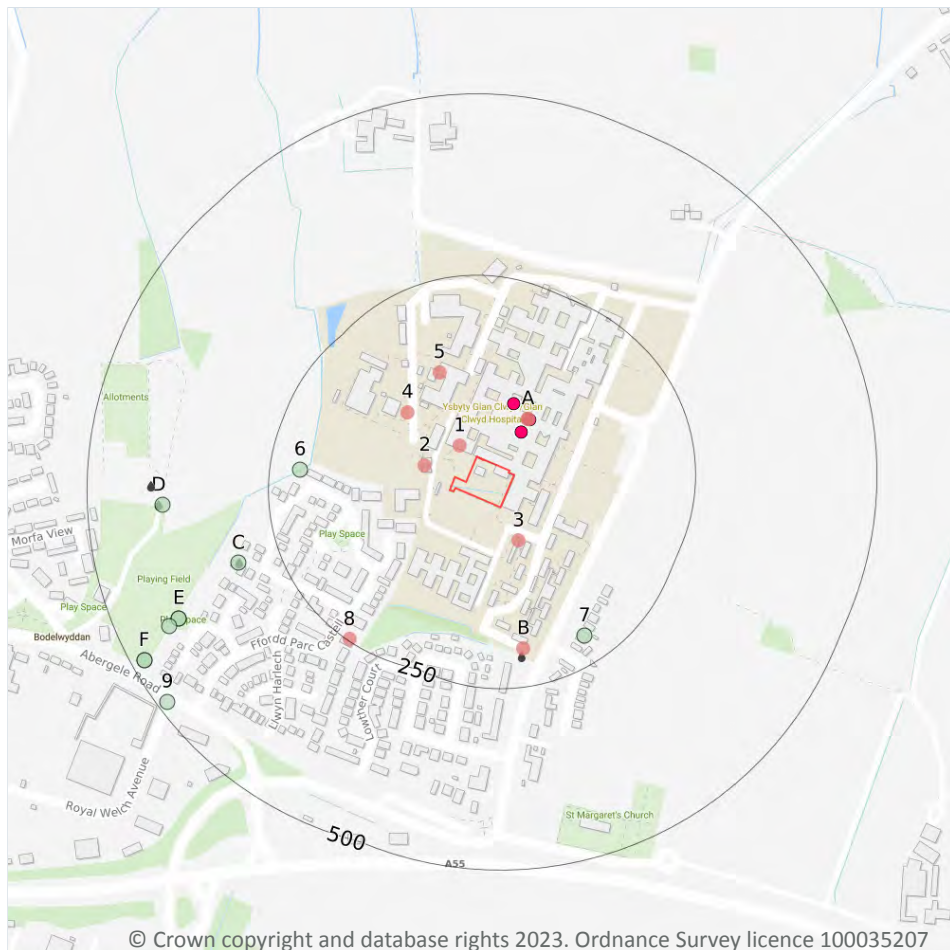 Allotments
5
4
A
Ysbyty Glan Clwyd/Glan
Clwyd Hospital
1
2
6
D
3
Morfa View
Play Space
C
Playing Field
E
Play Space
Play Space
Bodelwyddan
7
8
B
F
Ffordd Parc Castell
Abergele Road
250
9
Llwyn Harlech
Lowther Court
Royal Welch Avenue
St Margaret's Church
500
A55
© Crown copyright and database rights 2023. Ordnance Survey licence 100035207